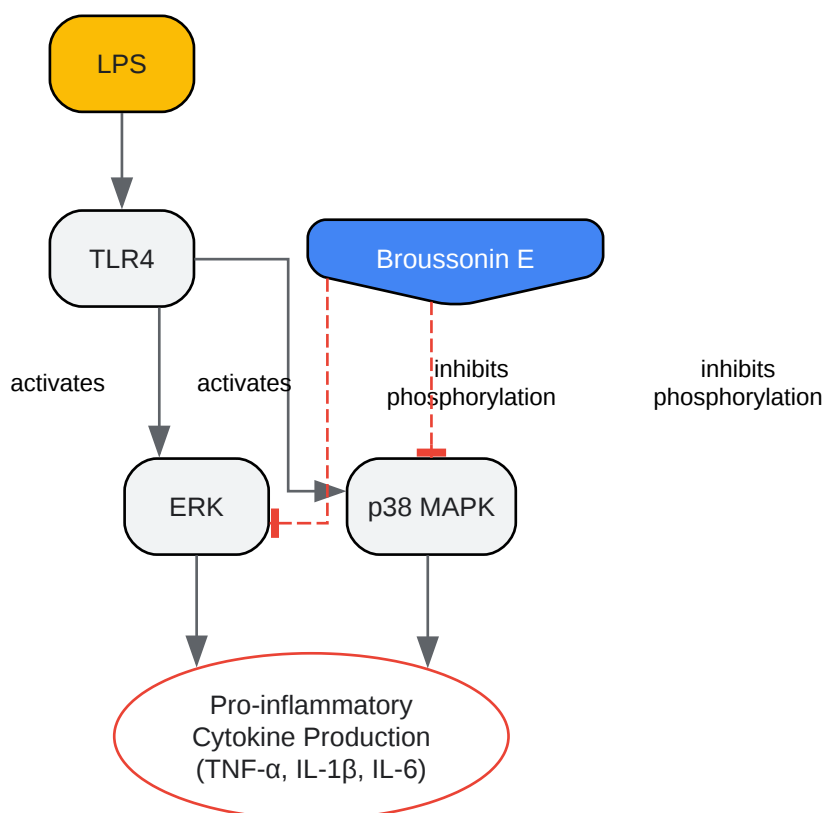 LPS
TLR4
Broussonin E
activates
activates
inhibits
phosphorylation
inhibits
phosphorylation
ERK
p38 MAPK
Pro-inflammatory
Cytokine Production
(TNF-α, IL-1β, IL-6)